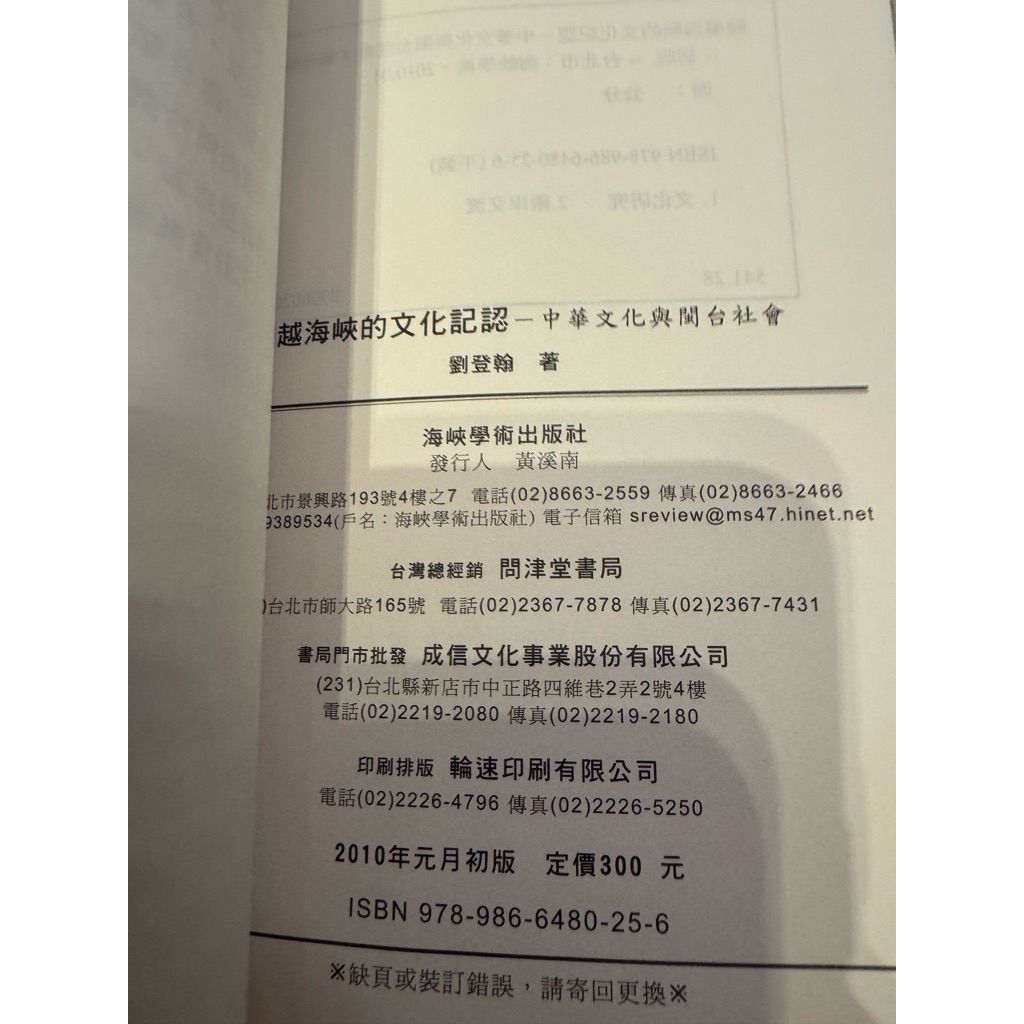 越海峽的文化記認－中華文化與閩台社會
劉登翰　著
海峽學術出版社
發行人　黃溪南
北市景興路193號4樓之7 電話(02)8663-2559 傳真(02)8663-2466
9389534(戶名：海峽學術出版社) 電子信箱 sreview@ms47.hinet.net
台灣總經銷 問津堂書局
)台北市師大路165號 電話(02)2367-7878 傳真(02)2367-7431
書局門市批發 成信文化事業股份有限公司
(231)台北縣新店市中正路四維巷2弄2號4樓
電話(02)2219-2080 傳真(02)2219-2180
印刷排版 輪速印刷有限公司
電話(02)2226-4796 傳真(02)2226-5250
2010年元月初版　定價300 元
ISBN 978-986-6480-25-6
※缺頁或裝訂錯誤，請寄回更換※